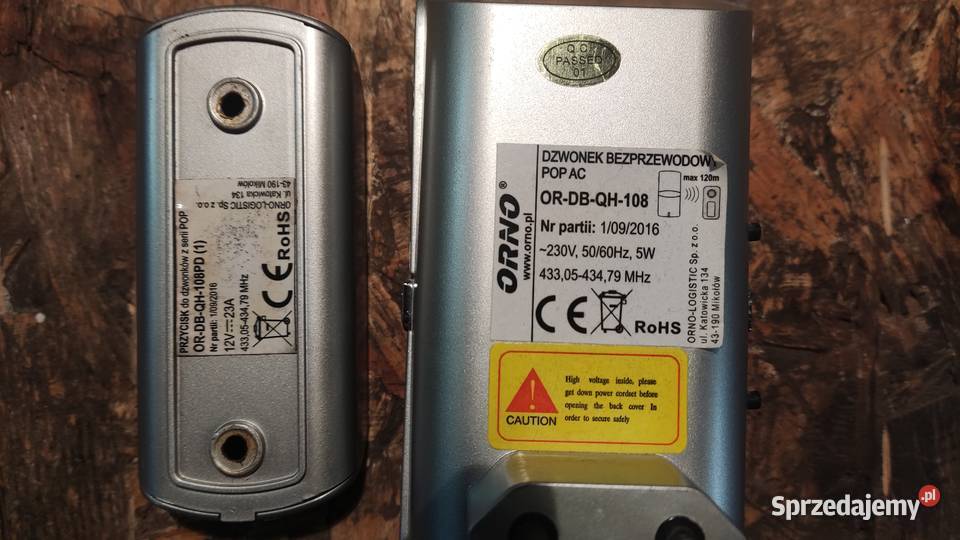 PRZYCISK do dzwonków z serii POP
OR-DB-QH-108PD (1)
Nr partii: 1/09/2016
12V 23A
433,05-434,79 MHz
CE RoHS
ORNO-LOGISTIC Sp. z o.o.
ul. Katowicka 134
43-190 Mikołów
Q C
PASSED
01
ORNO®
www.orno.pl
DZWONEK BEZPRZEWODOWY
POP AC
max 120m
OR-DB-QH-108
Nr partii: 1/09/2016
~230V, 50/60Hz, 5W
433,05-434,79 MHz
CE RoHS
ORNO-LOGISTIC Sp. z o.o.
ul. Katowicka 134
43-190 Mikołów
CAUTION
High voltage inside, please
get down power cordset before
opening the back cover In
order to secure safely
Sprzedajemy.pl